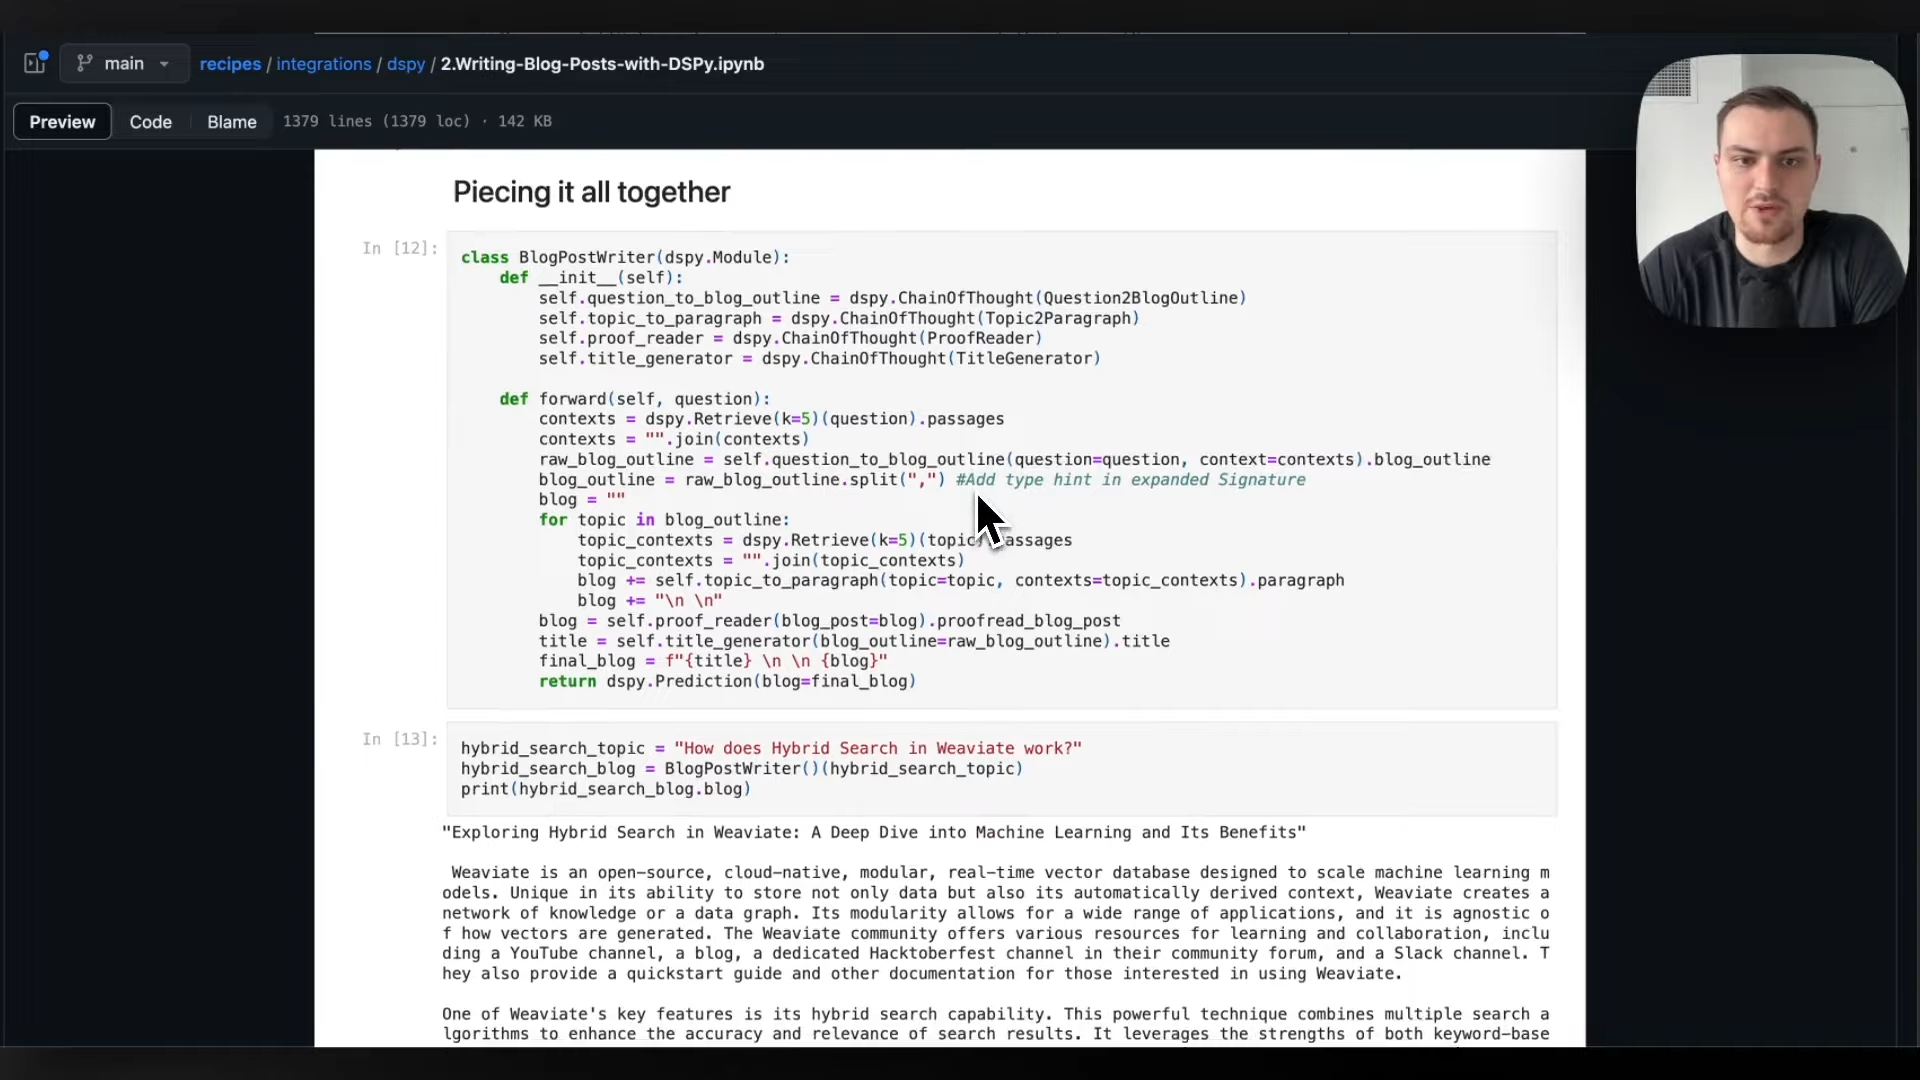 main
recipes / integrations / dspy / 2.Writing-Blog-Posts-with-DSPy.ipynb
Preview Code Blame 1379 lines (1379 loc) · 142 KB
Piecing it all together
In [12]:
class BlogPostWriter(dspy.Module):
    def __init__(self):
        self.question_to_blog_outline = dspy.ChainOfThought(Question2BlogOutline)
        self.topic_to_paragraph = dspy.ChainOfThought(Topic2Paragraph)
        self.proof_reader = dspy.ChainOfThought(ProofReader)
        self.title_generator = dspy.ChainOfThought(TitleGenerator)
    def forward(self, question):
        contexts = dspy.Retrieve(k=5)(question).passages
        contexts = "".join(contexts)
        raw_blog_outline = self.question_to_blog_outline(question=question, context=contexts).blog_outline
        blog_outline = raw_blog_outline.split(",") #Add type hint in expanded Signature
        blog = ""
        for topic in blog_outline:
            topic_contexts = dspy.Retrieve(k=5)(topic).passages
            topic_contexts = "".join(topic_contexts)
            blog += self.topic_to_paragraph(topic=topic, contexts=topic_contexts).paragraph
            blog += "\n \n"
        blog = self.proof_reader(blog_post=blog).proofread_blog_post
        title = self.title_generator(blog_outline=raw_blog_outline).title
        final_blog = f"{title} \n \n {blog}"
        return dspy.Prediction(blog=final_blog)
In [13]:
hybrid_search_topic = "How does Hybrid Search in Weaviate work?"
hybrid_search_blog = BlogPostWriter()(hybrid_search_topic)
print(hybrid_search_blog.blog)
"Exploring Hybrid Search in Weaviate: A Deep Dive into Machine Learning and Its Benefits"
Weaviate is an open-source, cloud-native, modular, real-time vector database designed to scale machine learning m
odels. Unique in its ability to store not only data but also its automatically derived context, Weaviate creates a
network of knowledge or a data graph. Its modularity allows for a wide range of applications, and it is agnostic o
f how vectors are generated. The Weaviate community offers various resources for learning and collaboration, inclu
ding a YouTube channel, a blog, a dedicated Hacktoberfest channel in their community forum, and a Slack channel. T
hey also provide a quickstart guide and other documentation for those interested in using Weaviate.
One of Weaviate's key features is its hybrid search capability. This powerful technique combines multiple search a
lgorithms to enhance the accuracy and relevance of search results. It leverages the strengths of both keyword-base